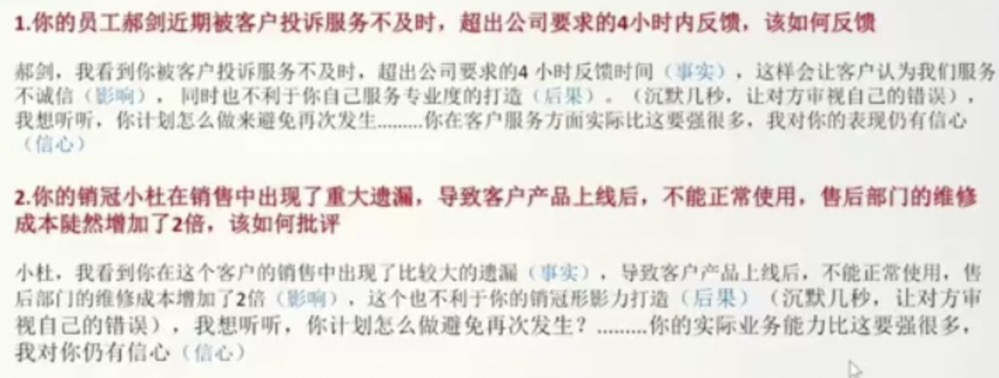 1.你的员工郝剑近期被客户投诉服务不及时，超出公司要求的4小时内反馈，该如何反馈
郝剑，我看到你被客户投诉服务不及时，超出公司要求的4 小时反馈时间（事实），这样会让客户认为我们服务
不诚信（影响）， 同时也不利于你自己服务专业度的打造（后果）。（沉默几秒，让对方审视自己的错误），
我想听听，你计划怎么做来避免再次发生.........你在客户服务方面实际比这要强很多，我对你的表现仍有信心
（信心）
2.你的销冠小杜在销售中出现了重大遗漏，导致客户产品上线后，不能正常使用，售后部门的维修
成本陡然增加了2倍，该如何批评
小杜，我看到你在这个客户的销售中出现了比较大的遗漏（事实），导致客户产品上线后，不能正常使用，售
后部门的维修成本增加了2倍（影响），这个也不利于你的销冠形影力打造（后果）（沉默几秒，让对方审
视自己的错误），我想听听，你计划怎么做避免再次发生？.........你的实际业务能力比这要强很多，
我对你仍有信心（信心）